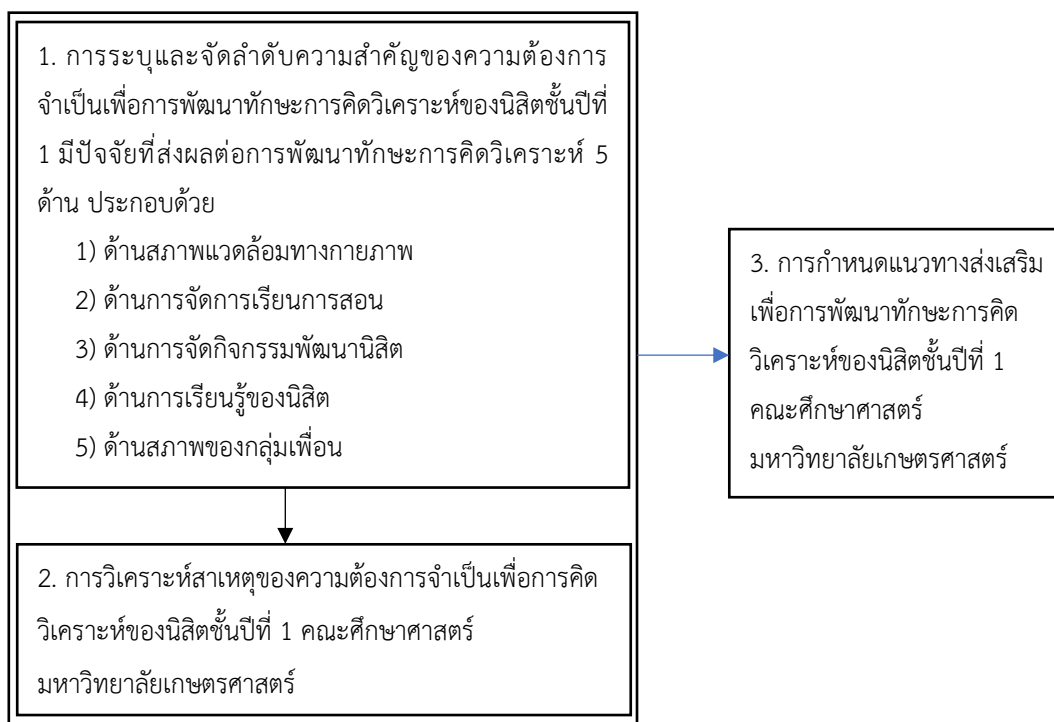 1. การระบุและจัดลำดับความสำคัญของความต้องการ
จำเป็นเพื่อการพัฒนาทักษะการคิดวิเคราะห์ของนิสิตชั้นปีที่
1 มีปัจจัยที่ส่งผลต่อการพัฒนาทักษะการคิดวิเคราะห์ 5
ด้าน ประกอบด้วย
1) ด้านสภาพแวดล้อมทางกายภาพ
2) ด้านการจัดการเรียนการสอน
3) ด้านการจัดกิจกรรมพัฒนานิสิต
4) ด้านการเรียนรู้ของนิสิต
5) ด้านสภาพของกลุ่มเพื่อน
2. การวิเคราะห์สาเหตุของความต้องการจำเป็นเพื่อการคิด
วิเคราะห์ของนิสิตชั้นปีที่ 1 คณะศึกษาศาสตร์
มหาวิทยาลัยเกษตรศาสตร์
3. การกำหนดแนวทางส่งเสริม
เพื่อการพัฒนาทักษะการคิด
วิเคราะห์ของนิสิตชั้นปีที่ 1
คณะศึกษาศาสตร์
มหาวิทยาลัยเกษตรศาสตร์